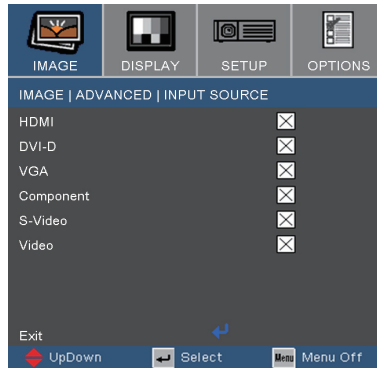 IMAGE DISPLAY SETUP OPTIONS
IMAGE | ADVANCED | INPUT SOURCE
HDMI
DVI-D
VGA
Component
S-Video
Video
Exit
UpDown Select Menu Menu Off